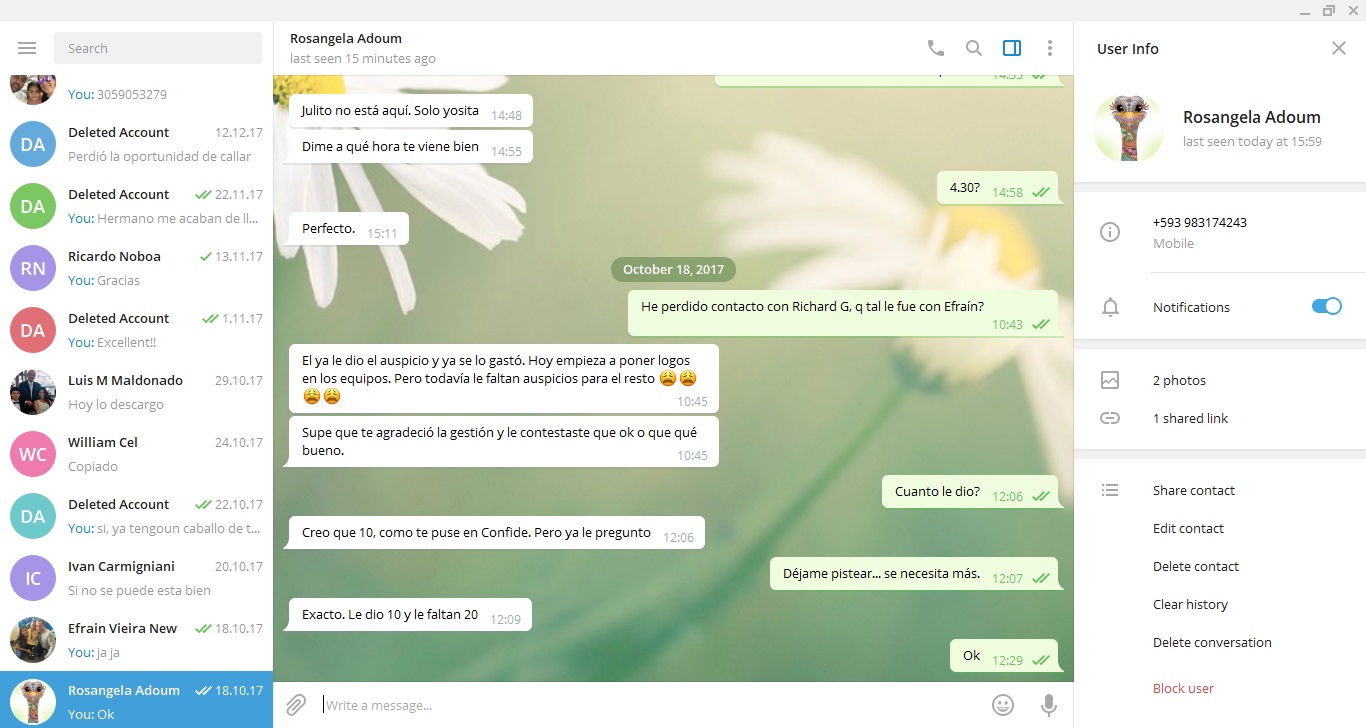 Search
You: 3059053279
Deleted Account 12.12.17
Perdió la oportunidad de callar
DA
Deleted Account 22.11.17
You: Hermano me acaban de ll...
DA
Ricardo Noboa 13.11.17
You: Gracias
RN
Deleted Account 1.11.17
You: Excellent!!
DA
Luis M Maldonado 29.10.17
Hoy lo descargo
William Cel 24.10.17
Copiado
WC
Deleted Account 22.10.17
You: si, ya tengoun caballo de t...
DA
Ivan Carmigniani 20.10.17
Si no se puede esta bien
IC
Efrain Vieira New 18.10.17
You: ja ja
Rosangela Adoum 18.10.17
You: Ok
Rosangela Adoum
last seen 15 minutes ago
Julito no está aquí. Solo yosita 14:48
Dime a qué hora te viene bien 14:55
4.30? 14:58
Perfecto. 15:11
October 18, 2017
He perdido contacto con Richard G, q tal le fue con Efraín?
10:43
El ya le dio el auspicio y ya se lo gastó. Hoy empieza a poner logos
en los equipos. Pero todavía le faltan auspicios para el resto 😩😩
😩😩 10:45
Supe que te agradeció la gestión y le contestaste que ok o que qué
bueno. 10:45
Cuanto le dio? 12:06
Creo que 10, como te puse en Confide. Pero ya le pregunto 12:06
Déjame pistear... se necesita más. 12:07
Exacto. Le dio 10 y le faltan 20 12:09
Ok 12:29
Write a message...
User Info
Rosangela Adoum
last seen today at 15:59
+593 983174243
Mobile
Notifications
2 photos
1 shared link
Share contact
Edit contact
Delete contact
Clear history
Delete conversation
Block user